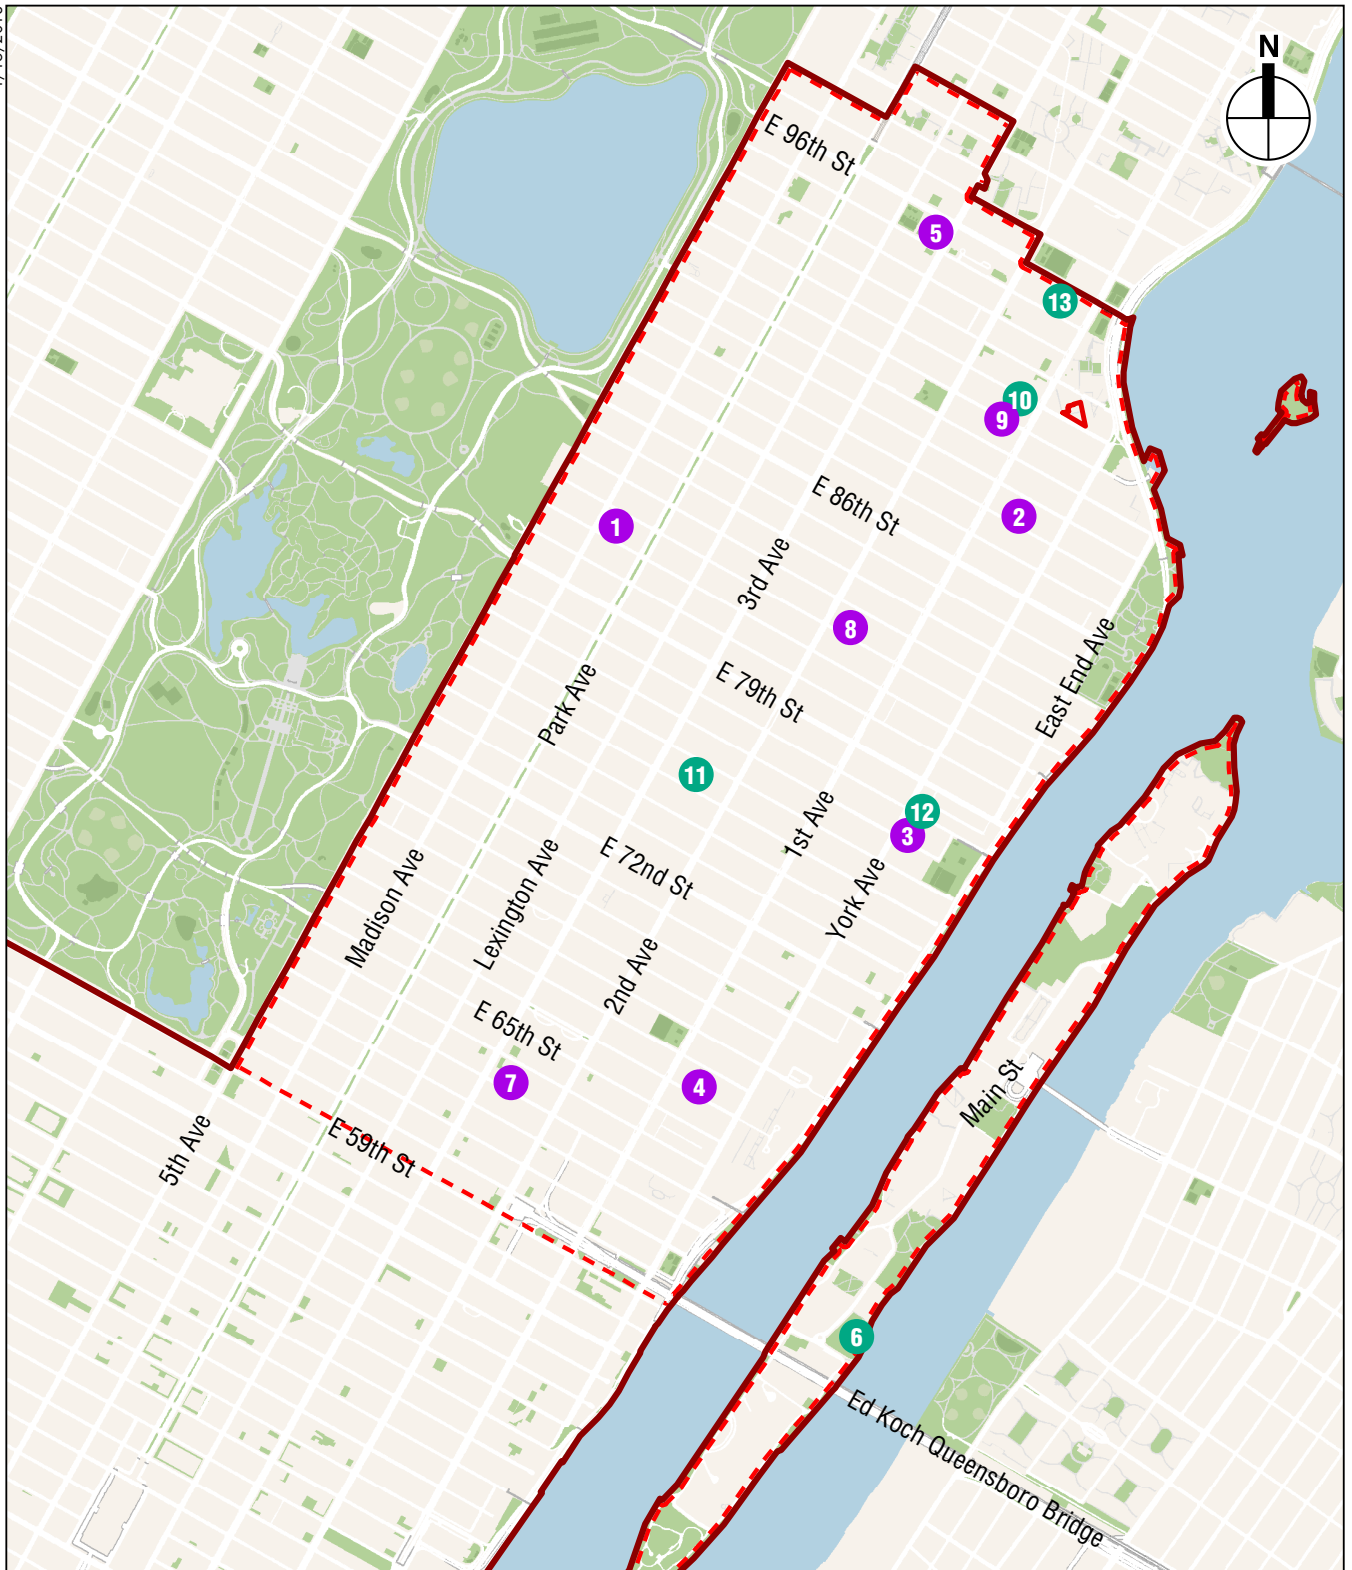 N
E 96th St
5
13
10
9
E 86th St
2
1
3rd Ave
8
E 79th St
East End Ave
Park Ave
11
12
3
1st Ave
E 72nd St
York Ave
Madison Ave
Lexington Ave
2nd Ave
E 65th St
7
4
Main St
5th Ave
E 59th St
6
Ed Koch Queensboro Bridge